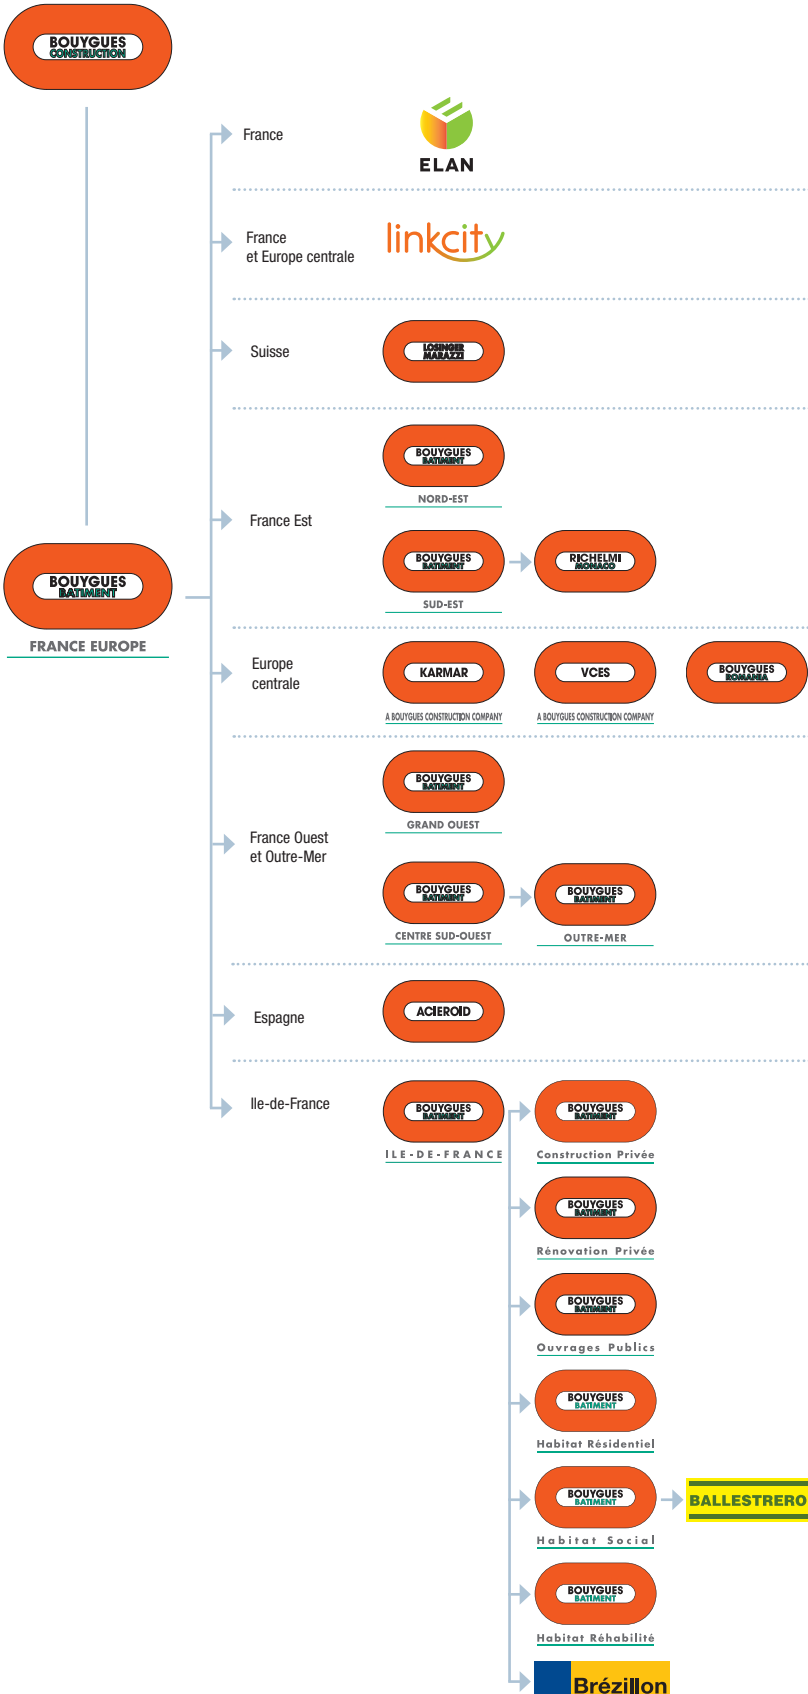 BOUYGUES
CONSTRUCTION
France
ELAN
France
et Europe centrale
linkcity
Suisse
LOSINGER
MARAZZI
BOUYGUES
BATIMENT
NORD-EST
France Est
BOUYGUES
BATIMENT
SUD-EST
RICHELMI
MONACO
BOUYGUES
BATIMENT
FRANCE EUROPE
Europe
centrale
KARMAR
A BOUYGUES CONSTRUCTION COMPANY
VCES
A BOUYGUES CONSTRUCTION COMPANY
BOUYGUES
ROMANIA
BOUYGUES
BATIMENT
GRAND OUEST
France Ouest
et Outre-Mer
BOUYGUES
BATIMENT
CENTRE SUD-OUEST
BOUYGUES
BATIMENT
OUTRE-MER
Espagne
ACIEROID
Ile-de-France
BOUYGUES
BATIMENT
ILE-DE-FRANCE
BOUYGUES
BATIMENT
Construction Privée
BOUYGUES
BATIMENT
Rénovation Privée
BOUYGUES
BATIMENT
Ouvrages Publics
BOUYGUES
BATIMENT
Habitat Résidentiel
BOUYGUES
BATIMENT
Habitat Social
BALLESTRERO
BOUYGUES
BATIMENT
Habitat Réhabilité
Brézillon